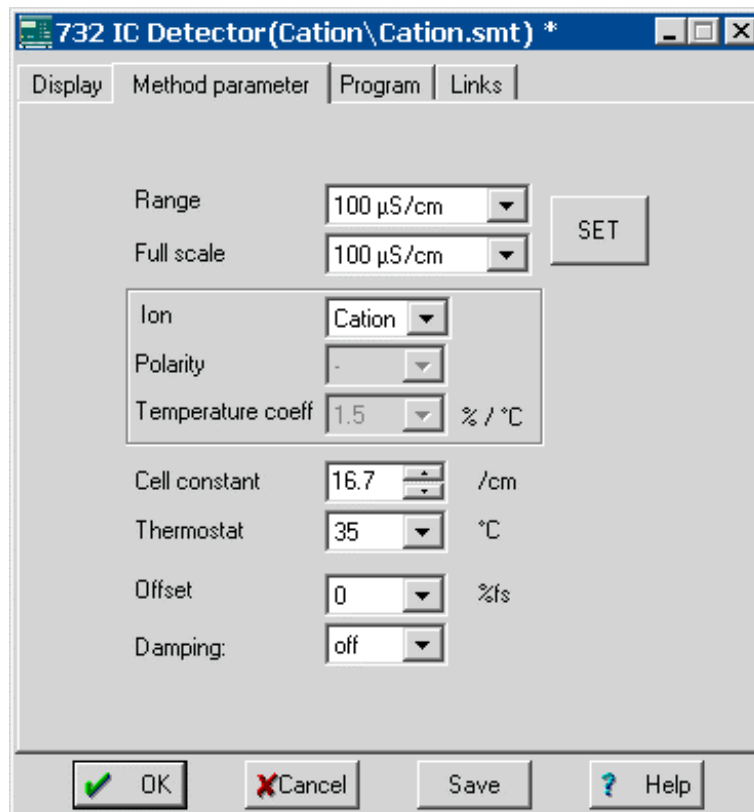 732 IC Detector(Cation\Cation.smt) *
Display Method parameter Program Links
Range 100 µS/cm SET
Full scale 100 µS/cm
Ion Cation
Polarity -
Temperature coeff 1.5 % / °C
Cell constant 16.7 /cm
Thermostat 35 °C
Offset 0 %fs
Damping: off
OK Cancel Save ? Help